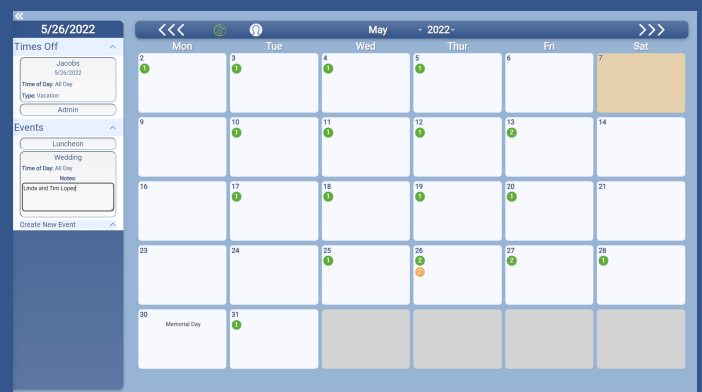 5/26/2022
Times Off
Jacobs
5/26/2022
Time of Day: All Day
Type: Vacation
Admin
Events
Luncheon
Wedding
Time of Day: All Day
Notes:
Linda and Tim Lopez
Create New Event
May - 2022-
Mon Tue Wed Thur Fri Sat
2 3 4 5 6 7
1 1 1 1
9 10 11 12 13 14
1 1 1 2
16 17 18 19 20 21
1 1 1 1
23 24 25 26 27 28
1 2 2 1
2
30 31
Memorial Day 1